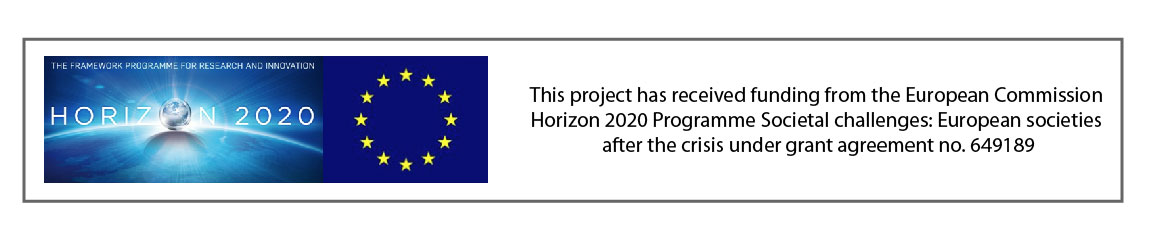 THE FRAMEWORK PROGRAMME FOR RESEARCH AND INNOVATION
HORIZON 2020
This project has received funding from the European Commission
Horizon 2020 Programme Societal challenges: European societies
after the crisis under grant agreement no. 649189